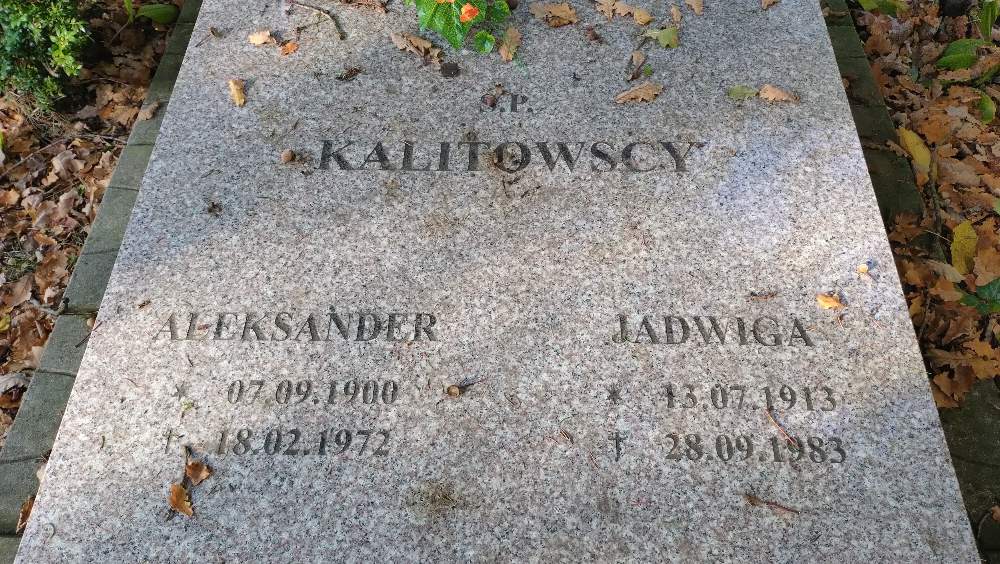 Ś.P.
KALITOWSCY
ALEKSANDER JADWIGA
* 07.09.1900 * 13.07.1913
† 18.02.1972 † 28.09.1983